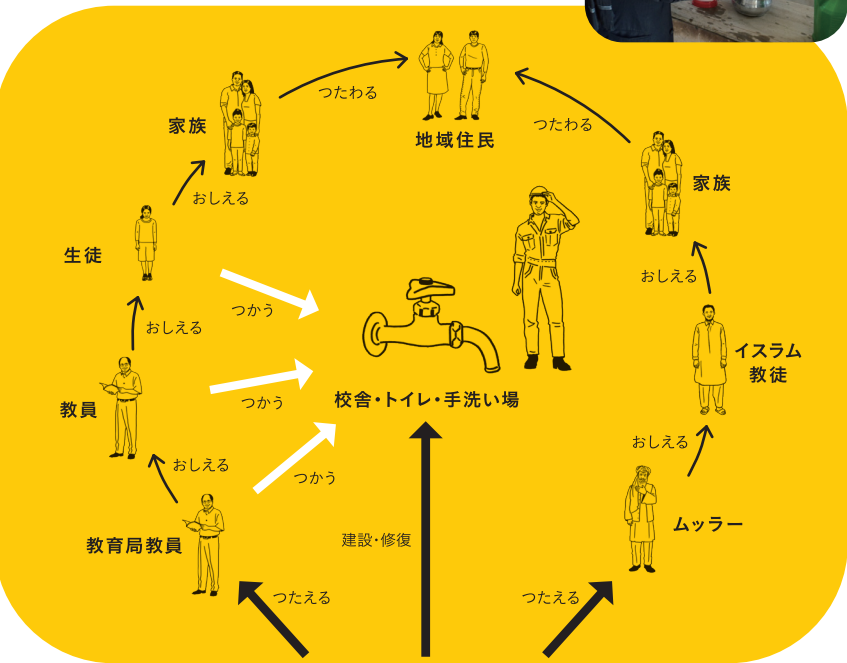 つたわる
地域住民
つたわる
家族
おしえる
家族
生徒
おしえる
つかう
おしえる
イスラム
教徒
教員
つかう
校舎・トイレ・手洗い場
おしえる
つかう
おしえる
ムッラー
教育局教員
建設・修復
つたえる
つたえる